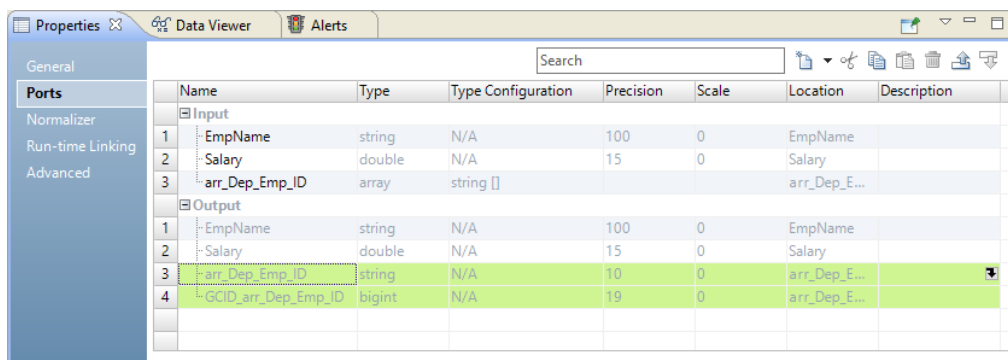 Properties Data Viewer Alerts
General
Ports
Normalizer
Run-time Linking
Advanced
Search
Name Type Type Configuration Precision Scale Location Description
Input
1 EmpName string N/A 100 0 EmpName
2 Salary double N/A 15 0 Salary
3 arr_Dep_Emp_ID array string [] arr_Dep_E...
Output
1 EmpName string N/A 100 0 EmpName
2 Salary double N/A 15 0 Salary
3 arr_Dep_Emp_ID string N/A 10 0 arr_Dep_E...
4 GCID_arr_Dep_Emp_ID bigint N/A 19 0 arr_Dep_E...